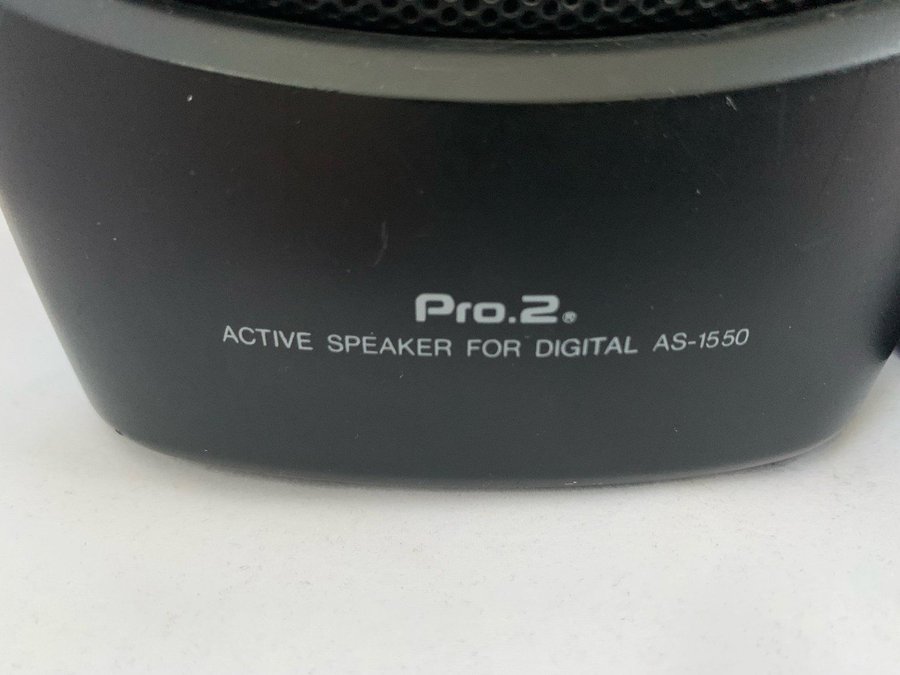 Pro.2®
ACTIVE SPEAKER FOR DIGITAL AS-1550